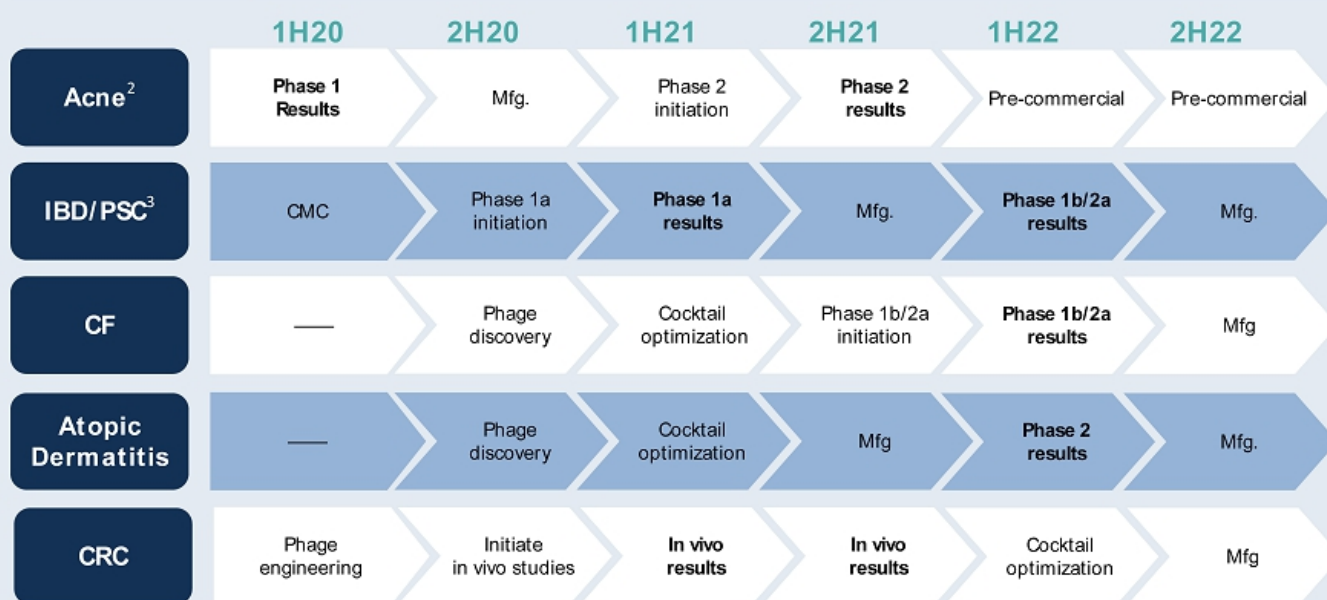 1H20 2H20 1H21 2H21 1H22 2H22
Acne2
Phase 1
Results
Mfg.
Phase 2
initiation
Phase 2
results
Pre-commercial
Pre-commercial
IBD/PSC3
CMC
Phase 1a
initiation
Phase 1a
results
Mfg.
Phase 1b/2a
results
Mfg.
CF
——
Phage
discovery
Cocktail
optimization
Phase 1b/2a
initiation
Phase 1b/2a
results
Mfg
Atopic
Dermatitis
——
Phage
discovery
Cocktail
optimization
Mfg
Phase 2
results
Mfg.
CRC
Phage
engineering
Initiate
in vivo studies
In vivo
results
In vivo
results
Cocktail
optimization
Mfg